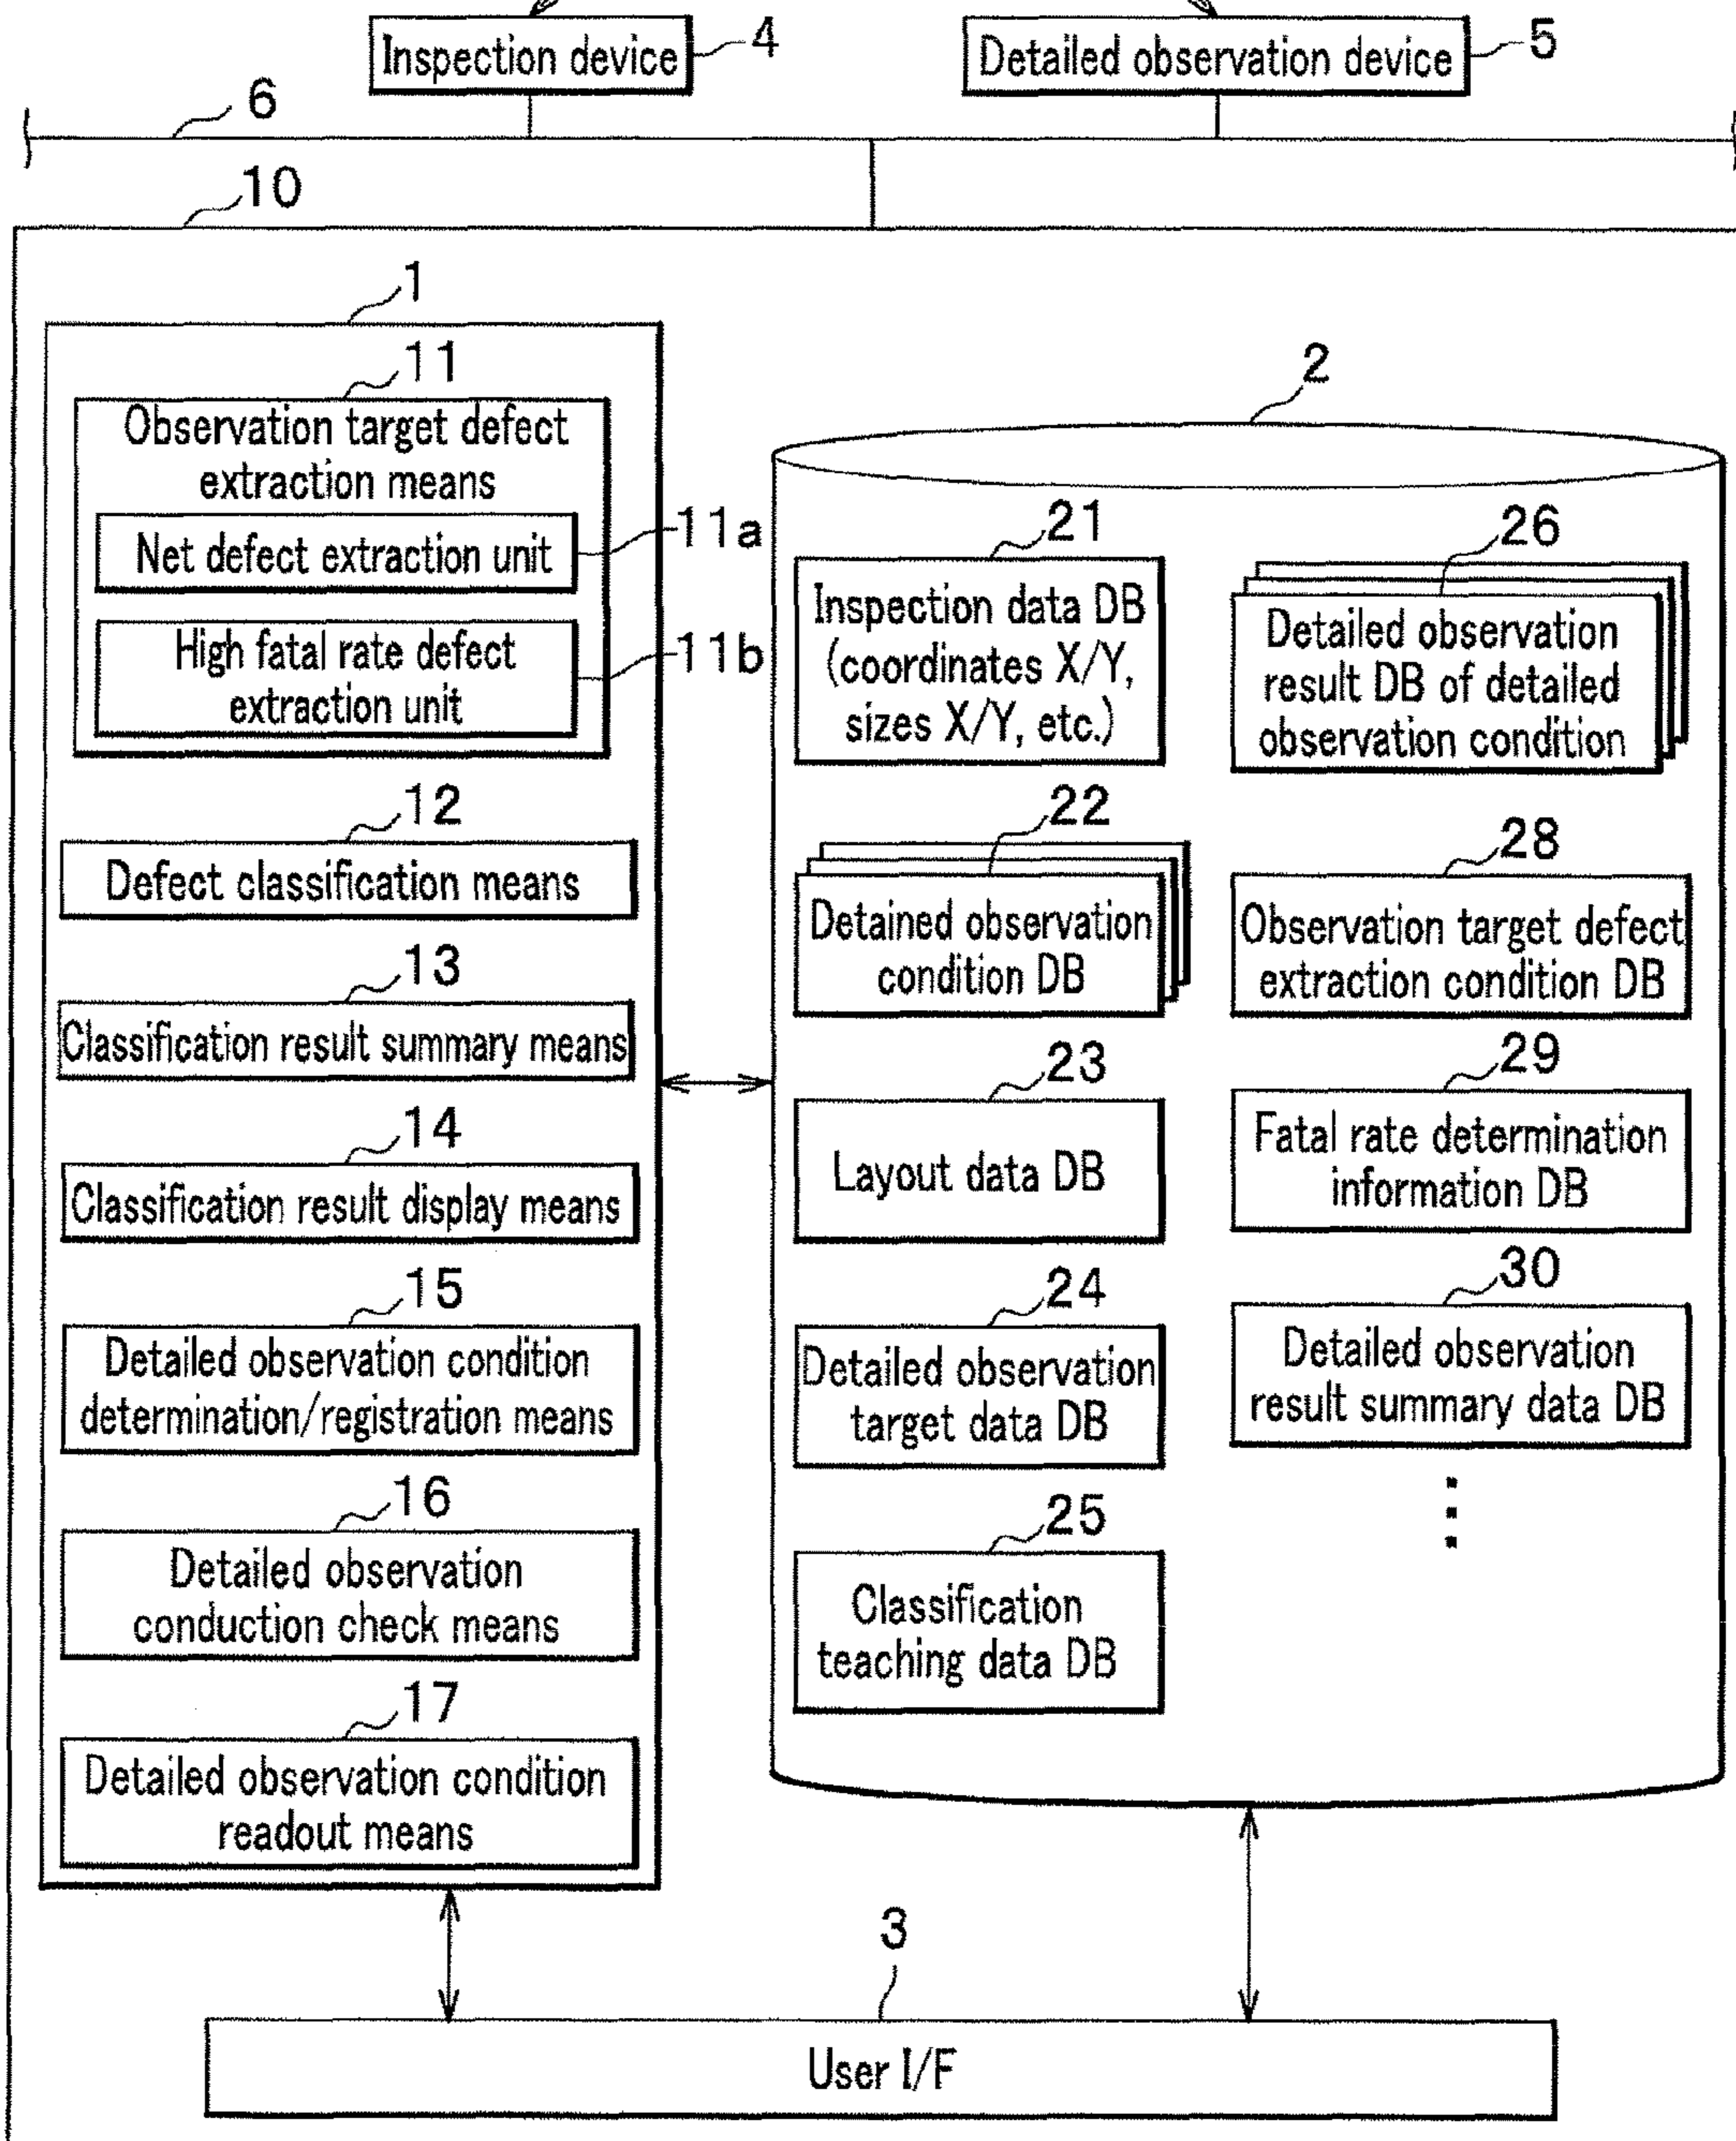 Inspection device
4
Detailed observation device
5
6
10
1
11
Observation target defect
extraction means
Net defect extraction unit
11a
High fatal rate defect
extraction unit
11b
12
Defect classification means
13
Classification result summary means
14
Classification result display means
15
Detailed observation condition
determination/registration means
16
Detailed observation
conduction check means
17
Detailed observation condition
readout means
2
21
Inspection data DB
(coordinates X/Y,
sizes X/Y, etc.)
22
Detained observation
condition DB
23
Layout data DB
24
Detailed observation
target data DB
25
Classification
teaching data DB
26
Detailed observation
result DB of detailed
observation condition
28
Observation target defect
extraction condition DB
29
Fatal rate determination
information DB
30
Detailed observation
result summary data DB
3
User I/F